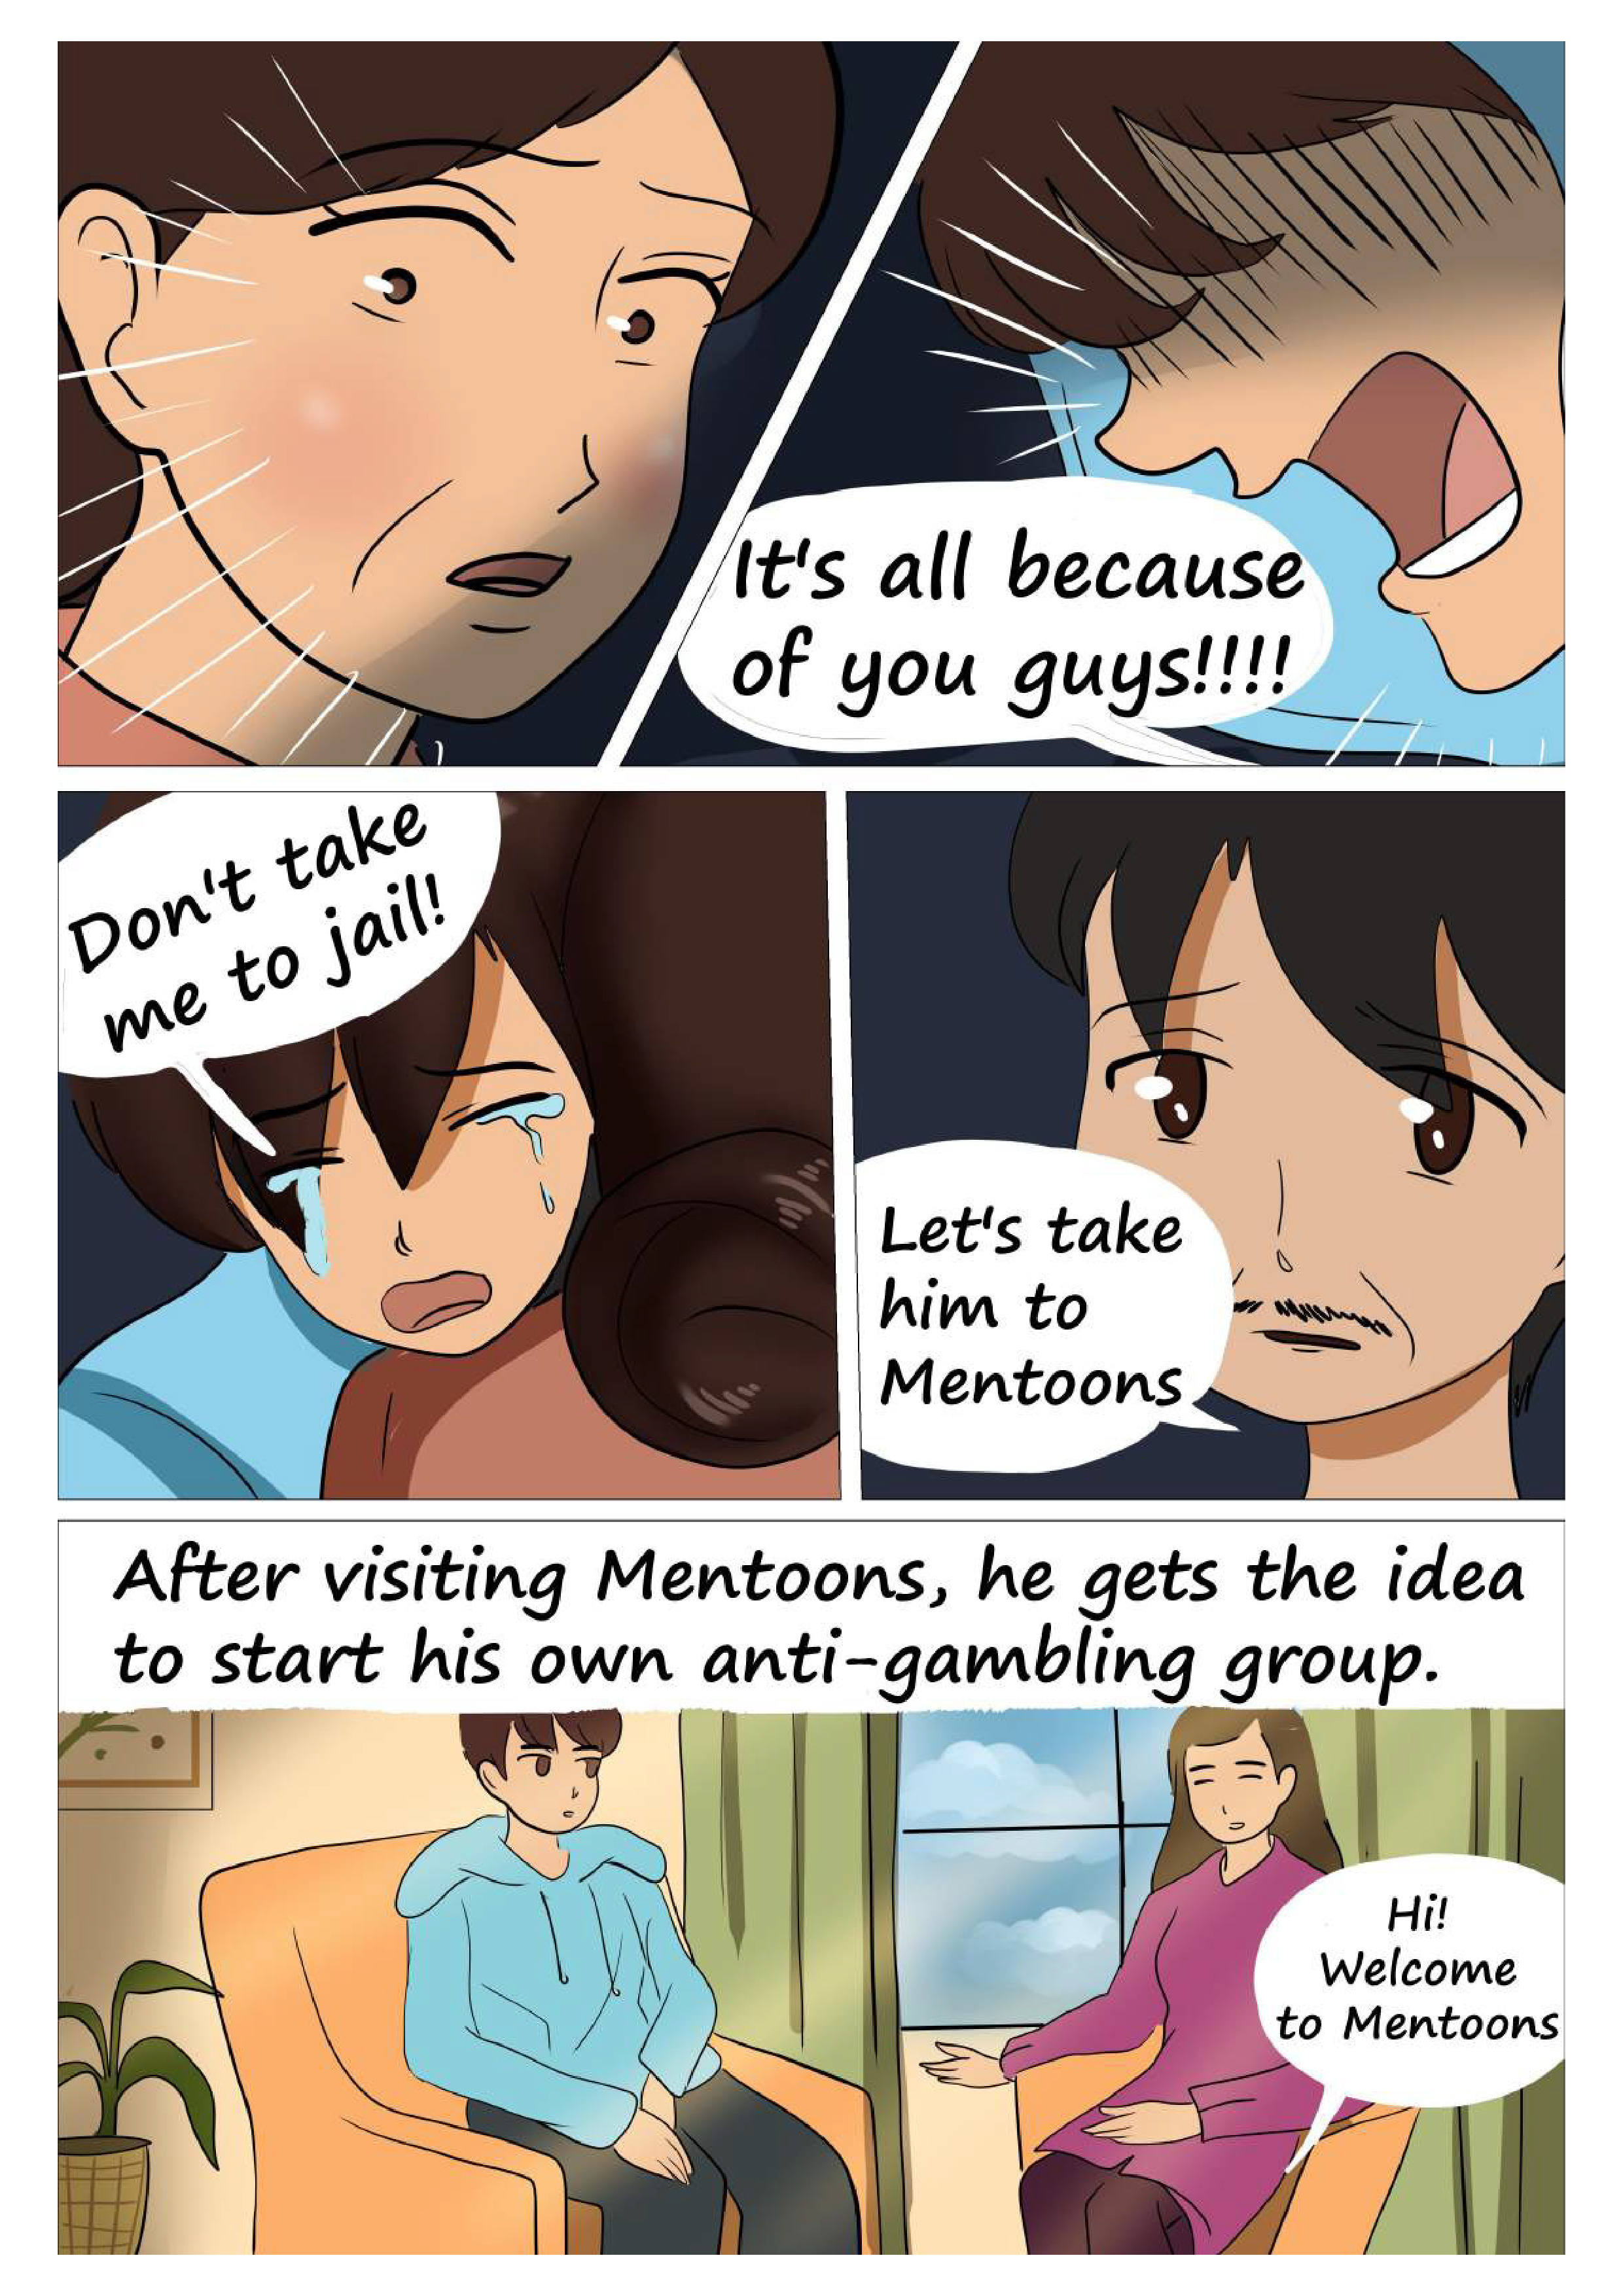 It's all because
of you guys!!!!
Don't take
me to jail!
Let's take
him to
Mentoons
After visiting Mentoons, he gets the idea
to start his own anti-gambling group.
Hi!
Welcome
to Mentoons